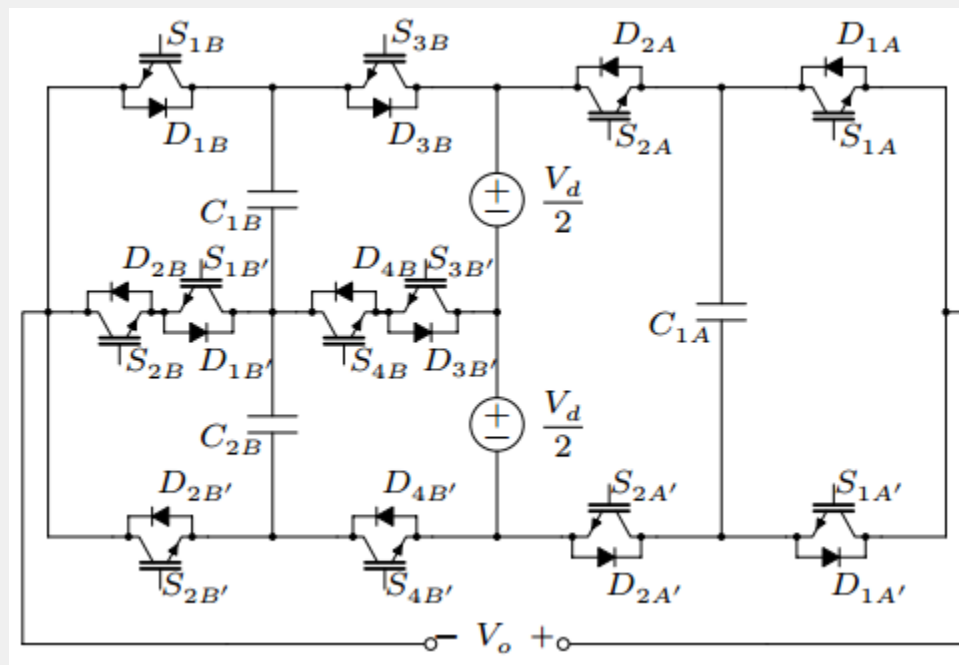 S1B S3B D2A D1A
D1B D3B S2A S1A
C1B + − Vd/2
D2B S1B′ D4B S3B′
C1A
S2B D1B′ S4B D3B′
C2B + − Vd/2
D2B′ D4B′ S2A′ S1A′
S2B′ S4B′ D2A′ D1A′
− Vo +